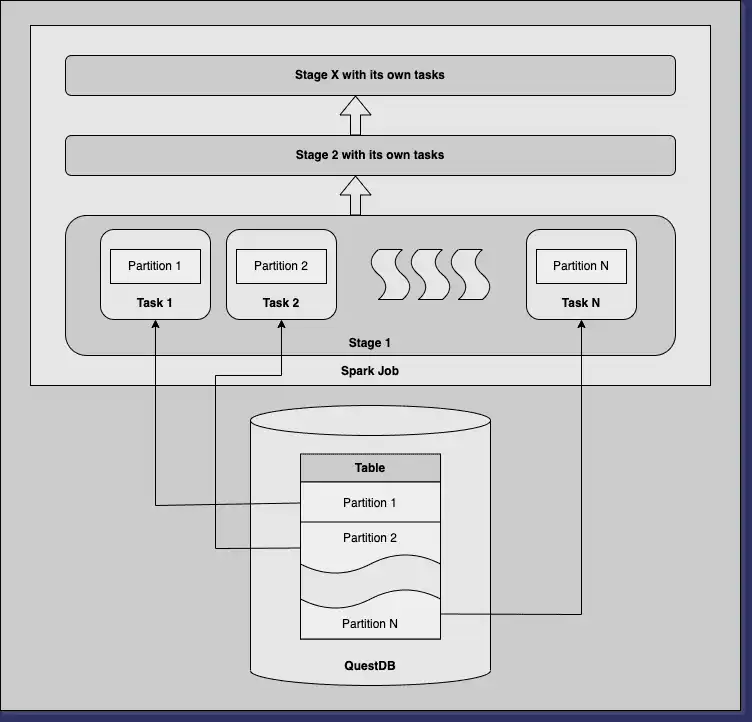 Stage X with its own tasks
Stage 2 with its own tasks
Partition 1
Partition 2
Partition N
Task 1
Task 2
Task N
Stage 1
Spark Job
Table
Partition 1
Partition 2
Partition N
QuestDB